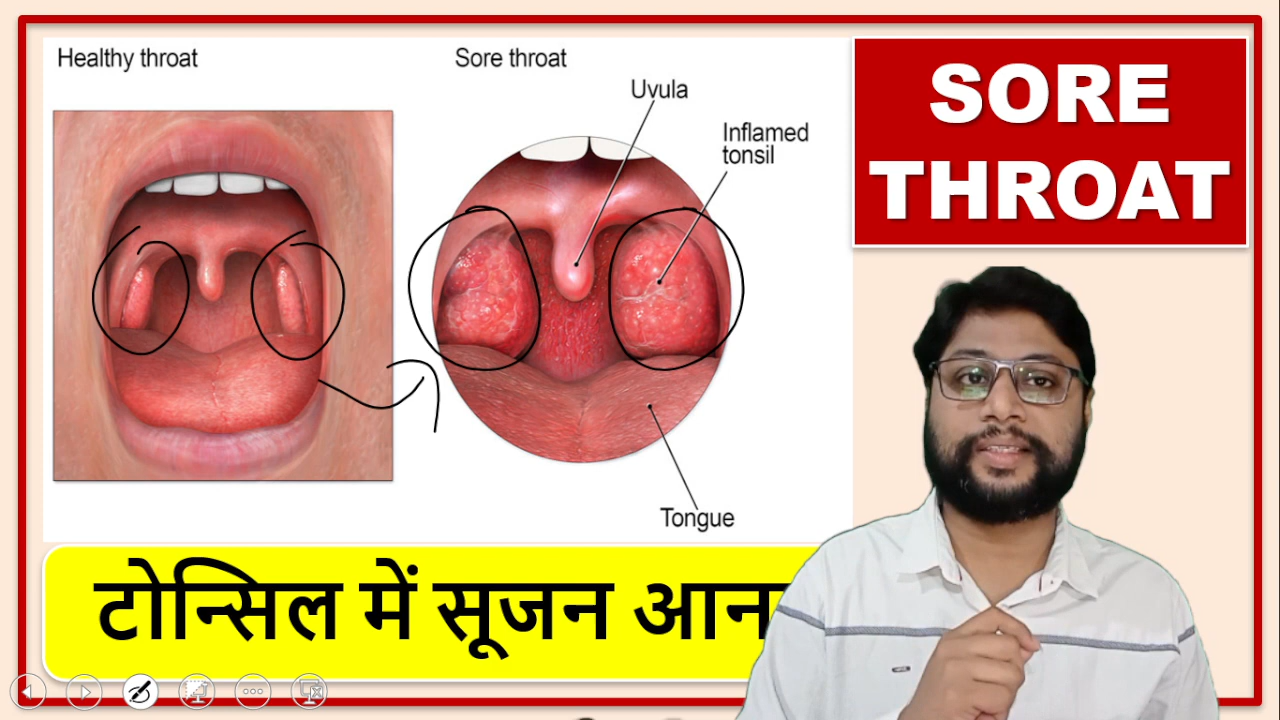 Healthy throat
Sore throat
Uvula
Inflamed
tonsil
Tongue
SORE
THROAT
टोन्सिल में सूजन आन